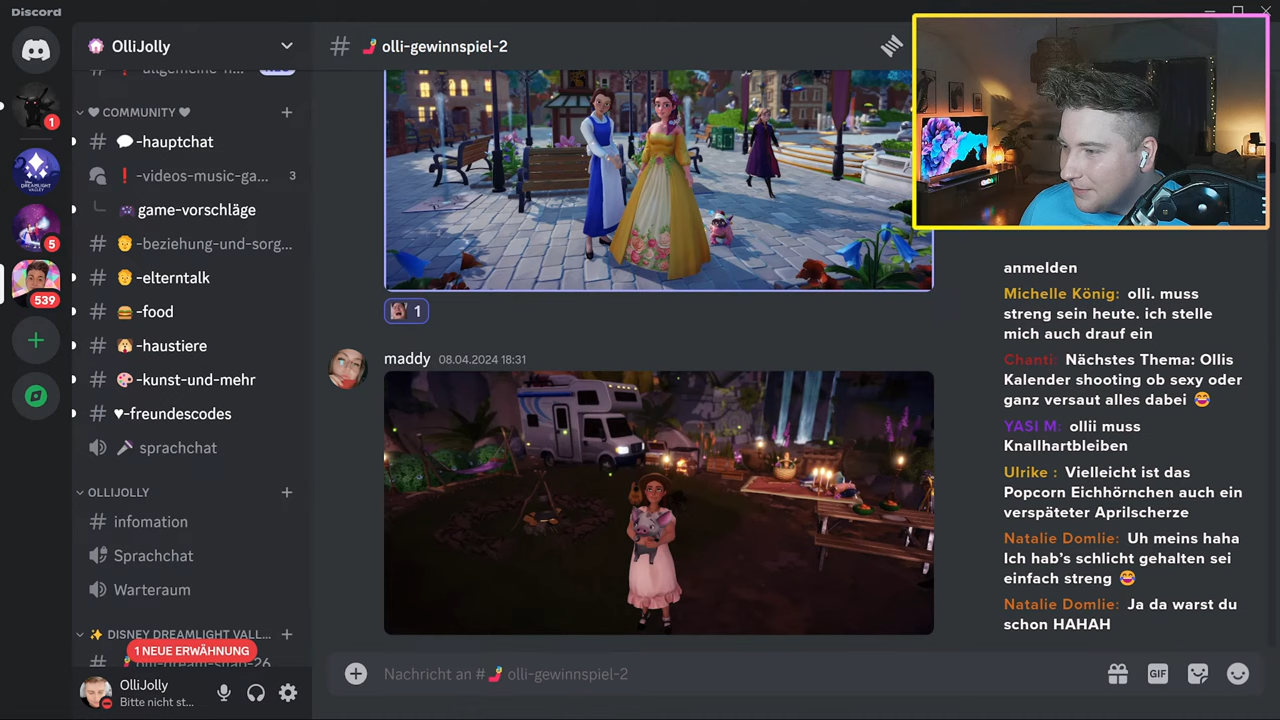 Discord
OlliJolly
# olli-gewinnspiel-2
COMMUNITY
-hauptchat
-videos-music-ga... 3
game-vorschläge
-beziehung-und-sorg...
-elterntalk
-food
-haustiere
-kunst-und-mehr
-freundescodes
sprachchat
OLLIJOLLY
infomation
Sprachchat
Warteraum
DISNEY DREAMLIGHT VALL...
1 NEUE ERWÄHNUNG
OlliJolly
Bitte nicht st...
1
5
539
1
maddy 08.04.2024 18:31
Nachricht an # olli-gewinnspiel-2
GIF
anmelden
Michelle König: olli. muss
streng sein heute. ich stelle
mich auch drauf ein
Chanti: Nächstes Thema: Ollis
Kalender shooting ob sexy oder
ganz versaut alles dabei 😂
YASI M: ollii muss
Knallhartbleiben
Ulrike : Vielleicht ist das
Popcorn Eichhörnchen auch ein
verspäteter Aprilscherze
Natalie Domlie: Uh meins haha
Ich hab's schlicht gehalten sei
einfach streng 😂
Natalie Domlie: Ja da warst du
schon HAHAH